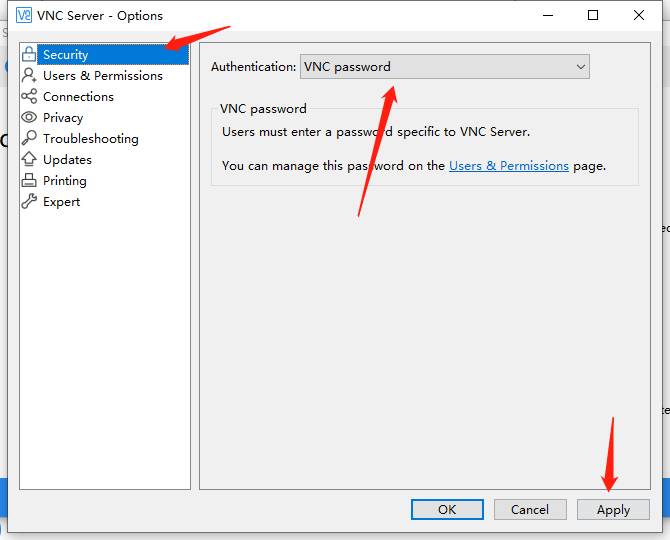 VNC Server - Options
Security
Users & Permissions
Connections
Privacy
Troubleshooting
Updates
Printing
Expert
Authentication: VNC password
VNC password
Users must enter a password specific to VNC Server.
You can manage this password on the Users & Permissions page.
OK Cancel Apply